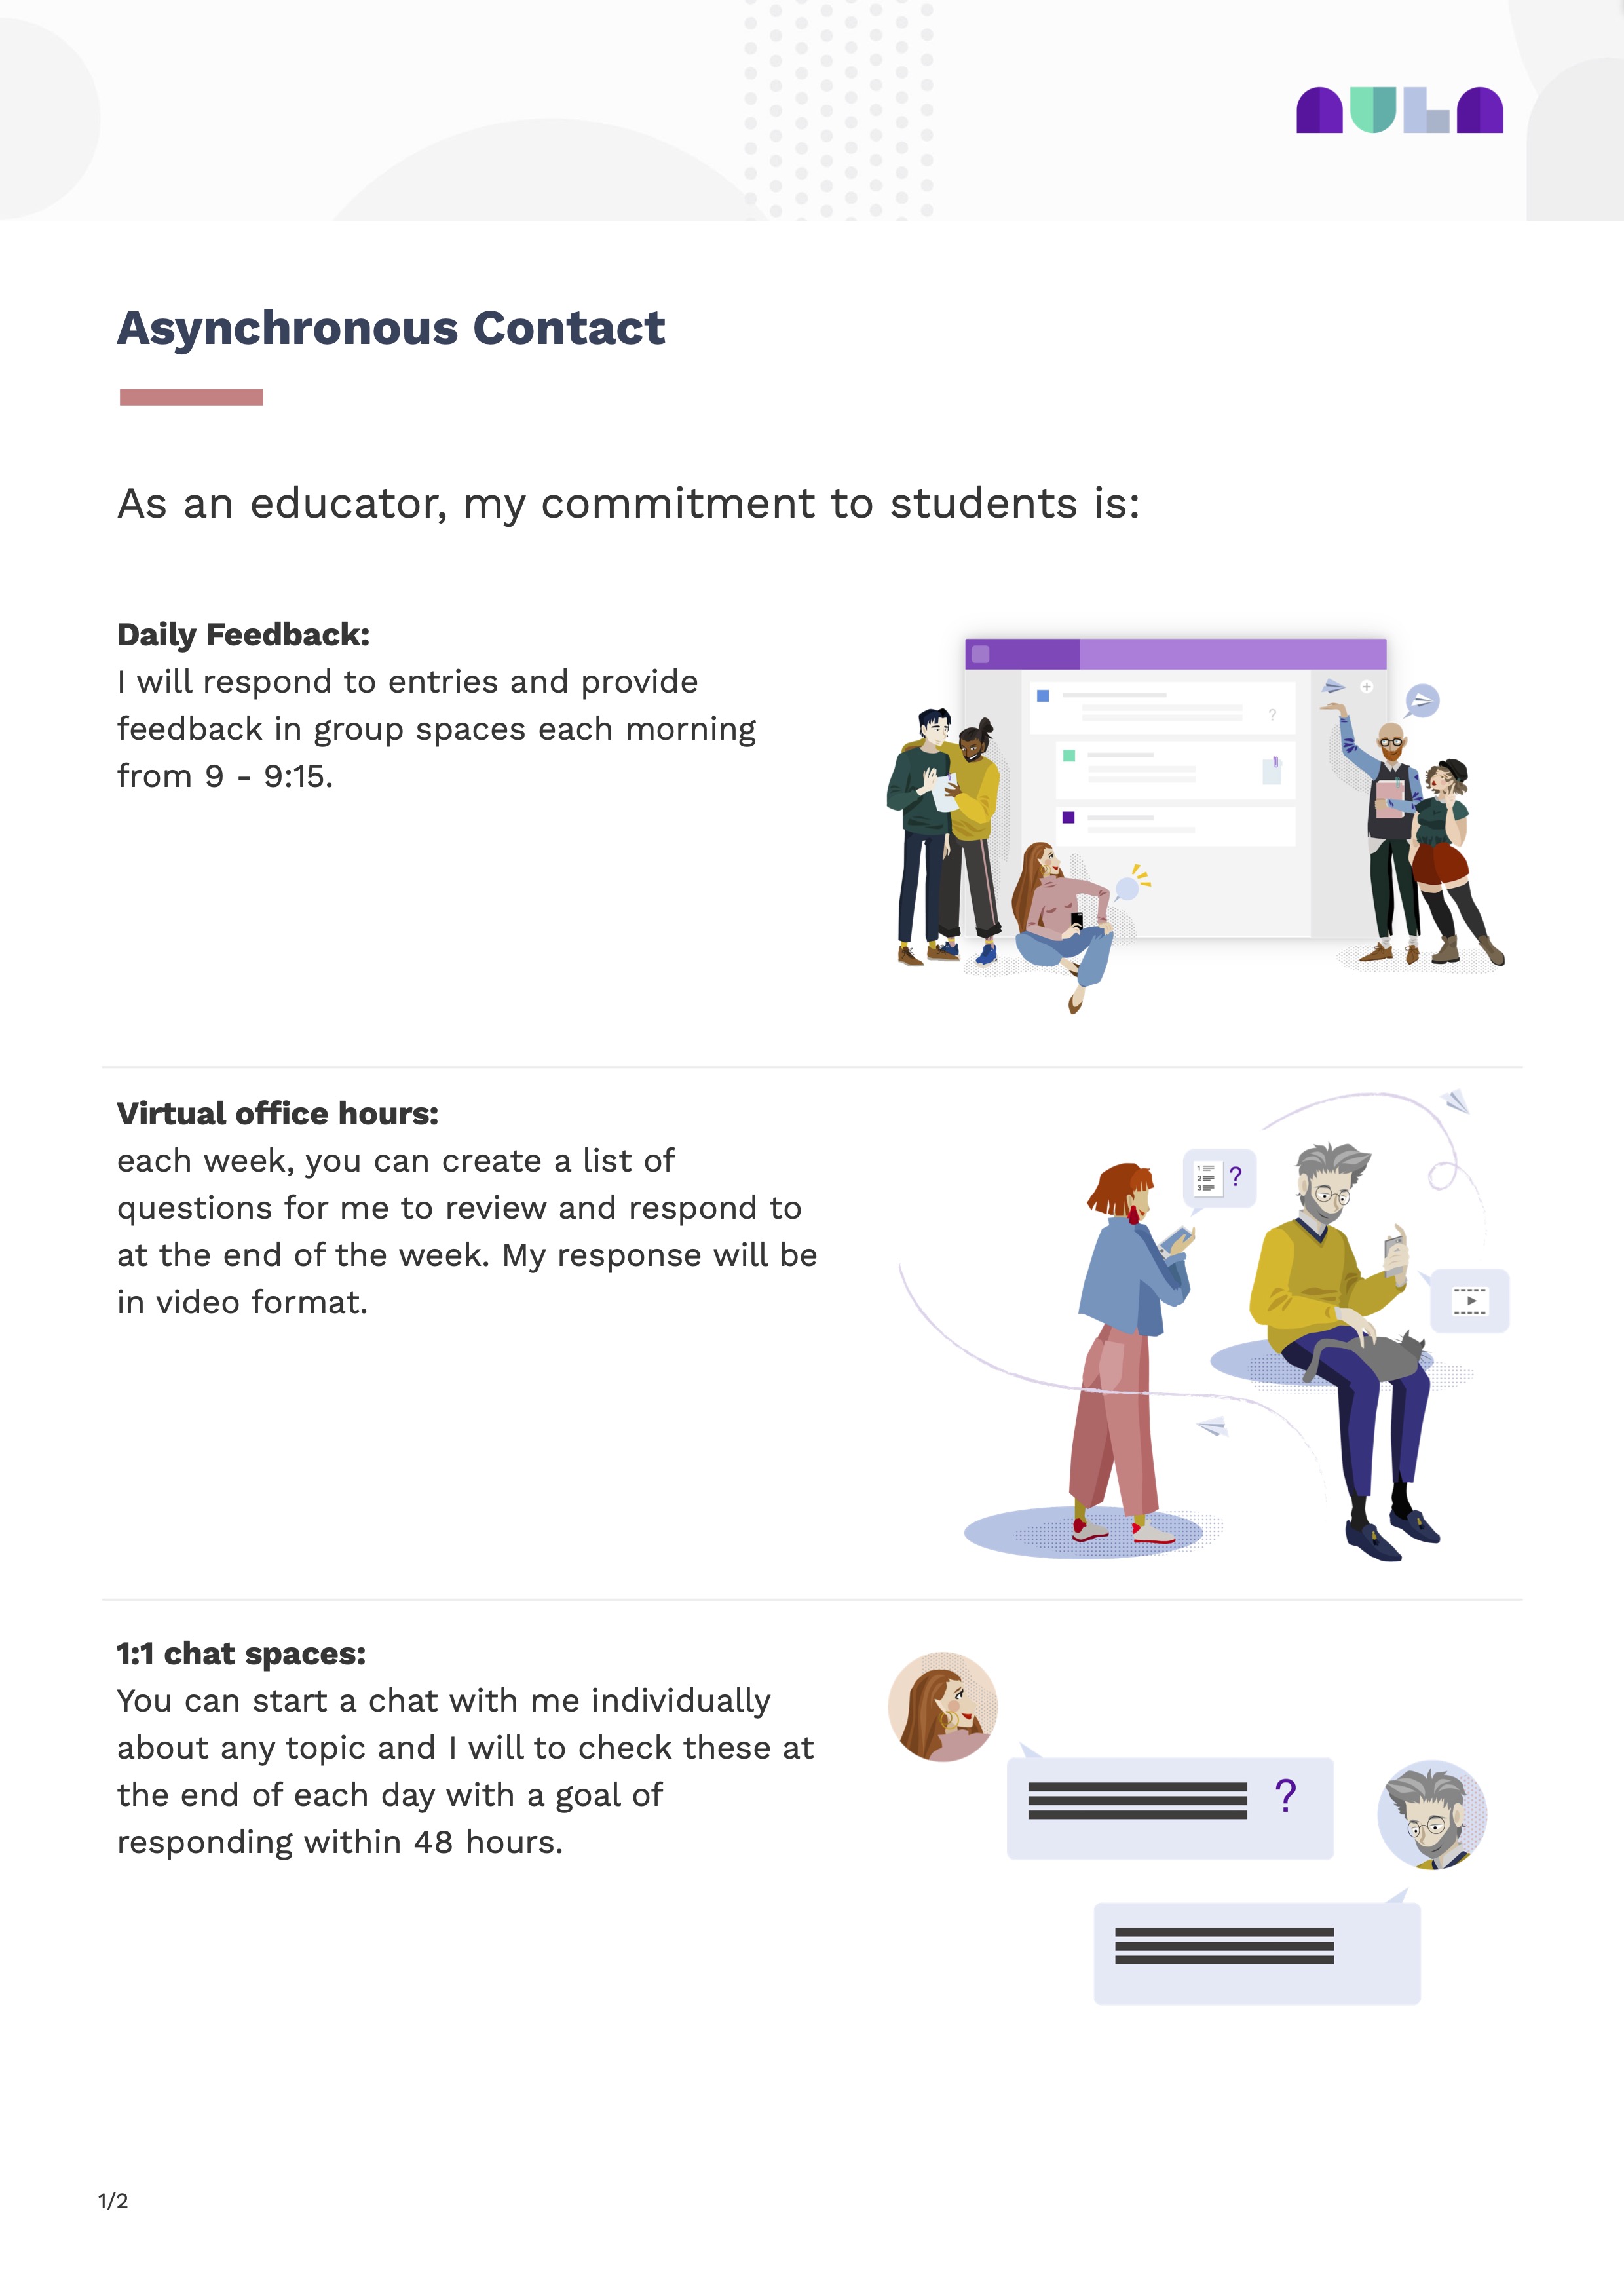 AULA
Asynchronous Contact
As an educator, my commitment to students is:
Daily Feedback:
I will respond to entries and provide
feedback in group spaces each morning
from 9 - 9:15.
?
Virtual office hours:
each week, you can create a list of
questions for me to review and respond to
at the end of the week. My response will be
in video format.
1
2
3
?
1:1 chat spaces:
You can start a chat with me individually
about any topic and I will to check these at
the end of each day with a goal of
responding within 48 hours.
?
1/2